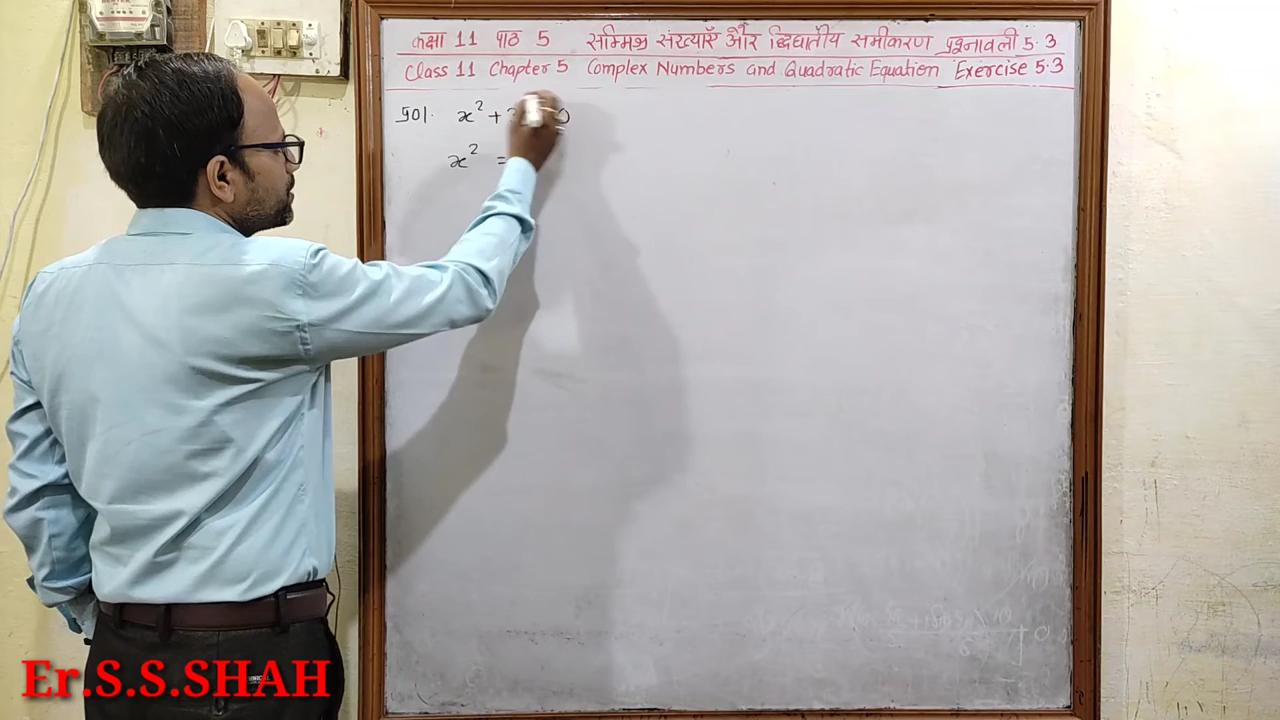 कक्षा 11 पाठ 5 सम्मिश्र संख्याएँ और द्विघातीय समीकरण प्रश्नावली 5.3
Class 11 Chapter 5 Complex Numbers and Quadratic Equation Exercise 5.3
x² + 0
x² =
Er.S.S.SHAH